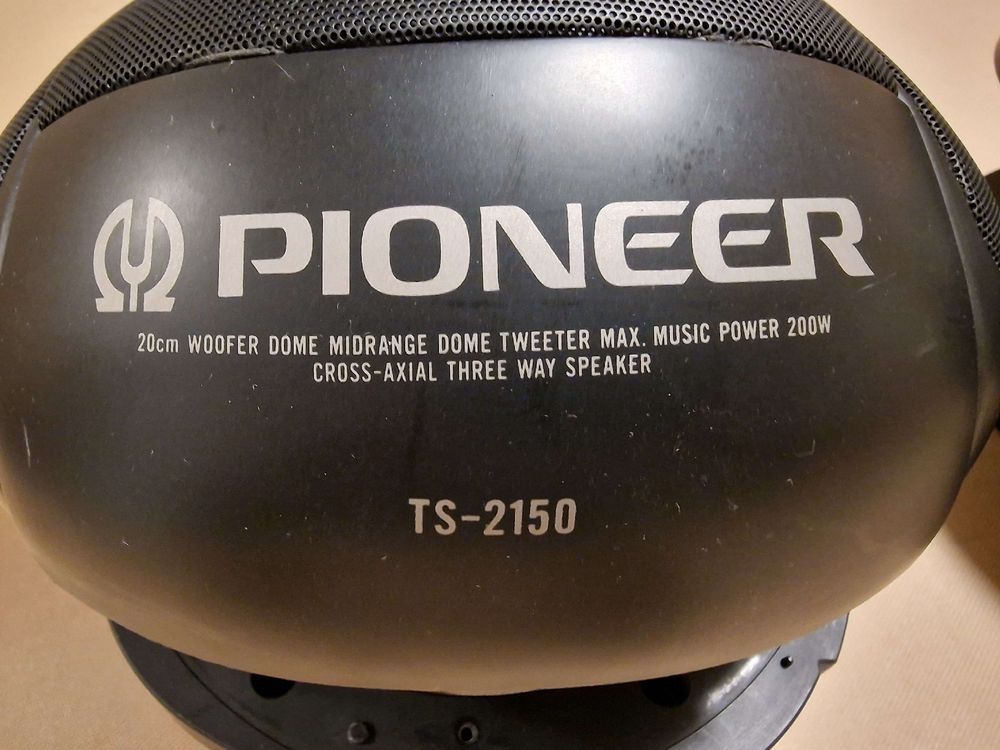 PIONEER
20cm WOOFER DOME MIDRANGE DOME TWEETER MAX. MUSIC POWER 200W
CROSS-AXIAL THREE WAY SPEAKER
TS-2150